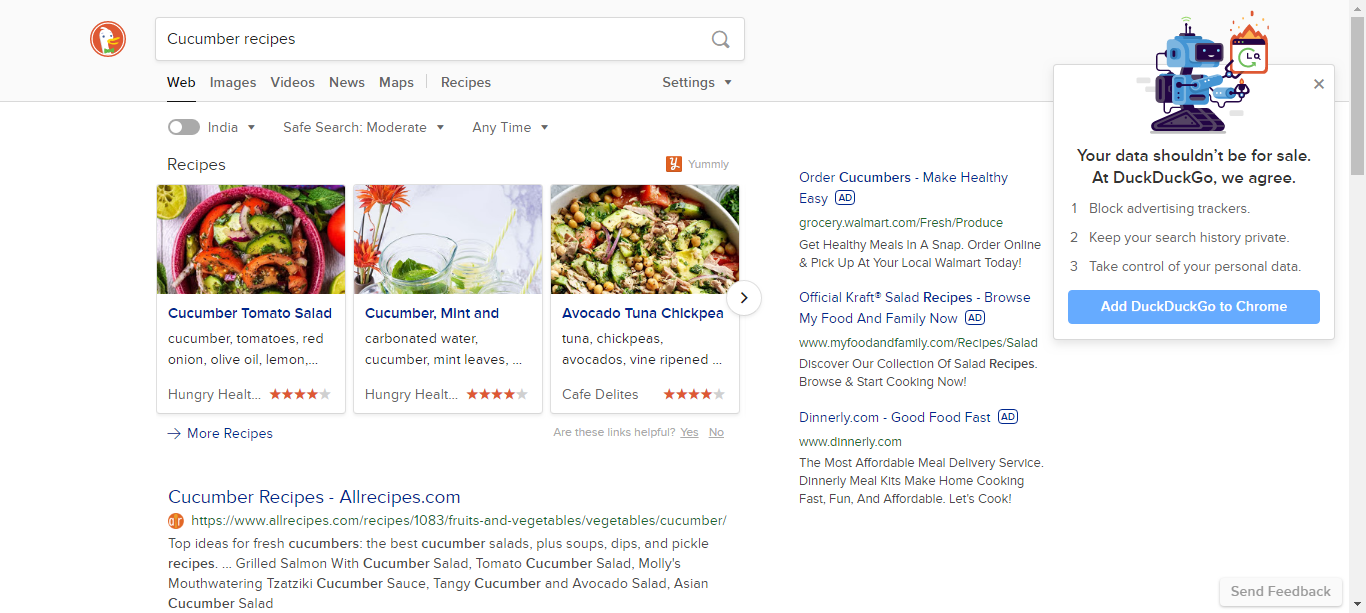 Cucumber recipes
Web Images Videos News Maps Recipes Settings
India Safe Search: Moderate Any Time
Recipes
Yummly
Cucumber Tomato Salad
cucumber, tomatoes, red
onion, olive oil, lemon,...
Hungry Healt...
Cucumber, Mint and
carbonated water,
cucumber, mint leaves, ...
Hungry Healt...
Avocado Tuna Chickpea
tuna, chickpeas,
avocados, vine ripened ...
Cafe Delites
More Recipes
Are these links helpful? Yes No
Cucumber Recipes - Allrecipes.com
https://www.allrecipes.com/recipes/1083/fruits-and-vegetables/vegetables/cucumber/
Top ideas for fresh cucumbers: the best cucumber salads, plus soups, dips, and pickle
recipes. ... Grilled Salmon With Cucumber Salad, Tomato Cucumber Salad, Molly's
Mouthwatering Tzatziki Cucumber Sauce, Tangy Cucumber and Avocado Salad, Asian
Cucumber Salad
Order Cucumbers - Make Healthy
Easy AD
grocery.walmart.com/Fresh/Produce
Get Healthy Meals In A Snap. Order Online
& Pick Up At Your Local Walmart Today!
Official Kraft® Salad Recipes - Browse
My Food And Family Now AD
www.myfoodandfamily.com/Recipes/Salad
Discover Our Collection Of Salad Recipes.
Browse & Start Cooking Now!
Dinnerly.com - Good Food Fast AD
www.dinnerly.com
The Most Affordable Meal Delivery Service.
Dinnerly Meal Kits Make Home Cooking
Fast, Fun, And Affordable. Let's Cook!
Your data shouldn't be for sale.
At DuckDuckGo, we agree.
1 Block advertising trackers.
2 Keep your search history private.
3 Take control of your personal data.
Add DuckDuckGo to Chrome
Send Feedback